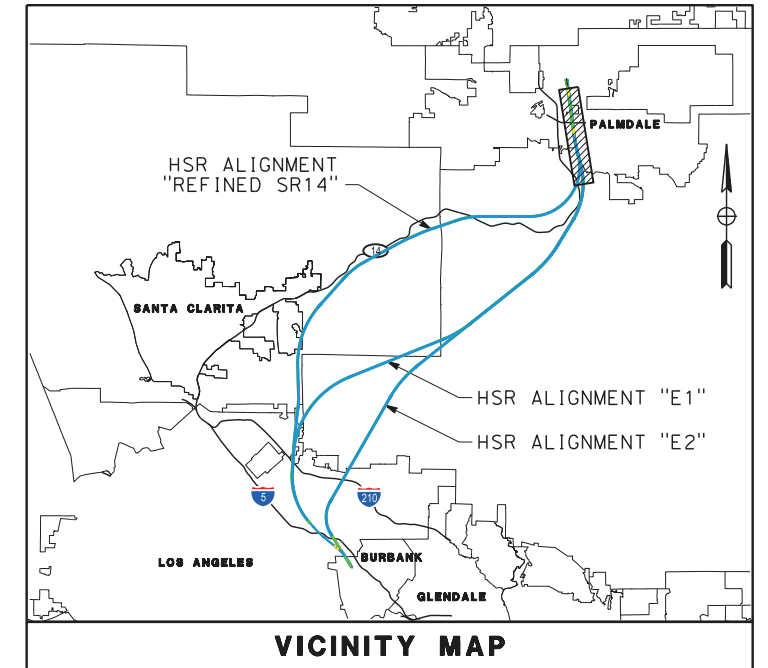 PALMDALE
HSR ALIGNMENT
"REFINED SR14"
14
SANTA CLARITA
HSR ALIGNMENT "E1"
HSR ALIGNMENT "E2"
5
210
LOS ANGELES
BURBANK
GLENDALE
VICINITY MAP